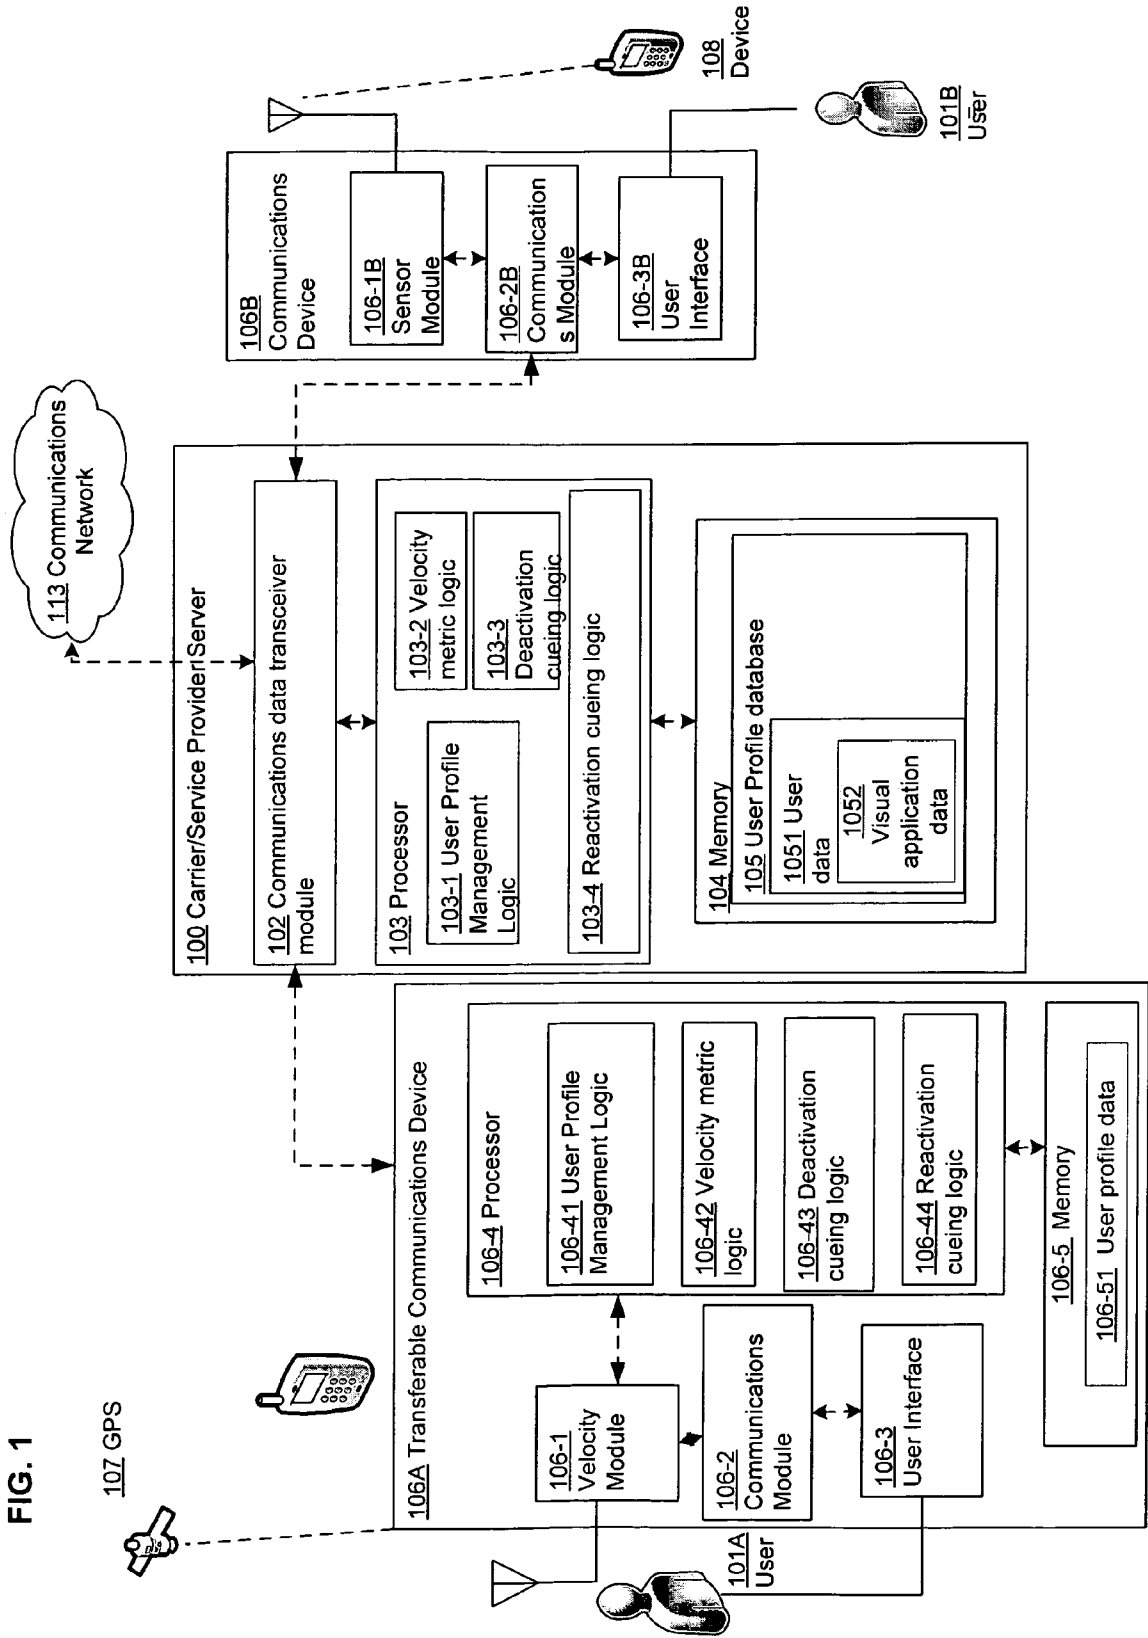 FIG. 1
107 GPS
106A Transferable Communications Device
106-1
Velocity
Module
106-2
Communications
Module
106-3
User Interface
101A
User
106-4 Processor
106-41 User Profile
Management Logic
106-42 Velocity metric
logic
106-43 Deactivation
cueing logic
106-44 Reactivation
cueing logic
106-5 Memory
106-51 User profile data
113 Communications
Network
100 Carrier/Service Provider/Server
102 Communications data transceiver
module
103 Processor
103-1 User Profile
Management
Logic
103-2 Velocity
metric logic
103-3
Deactivation
cueing logic
103-4 Reactivation cueing logic
104 Memory
105 User Profile database
1051 User
data
1052
Visual
application
data
106B
Communications
Device
106-1B
Sensor
Module
106-2B
Communication
s Module
106-3B
User
Interface
108
Device
101B
User